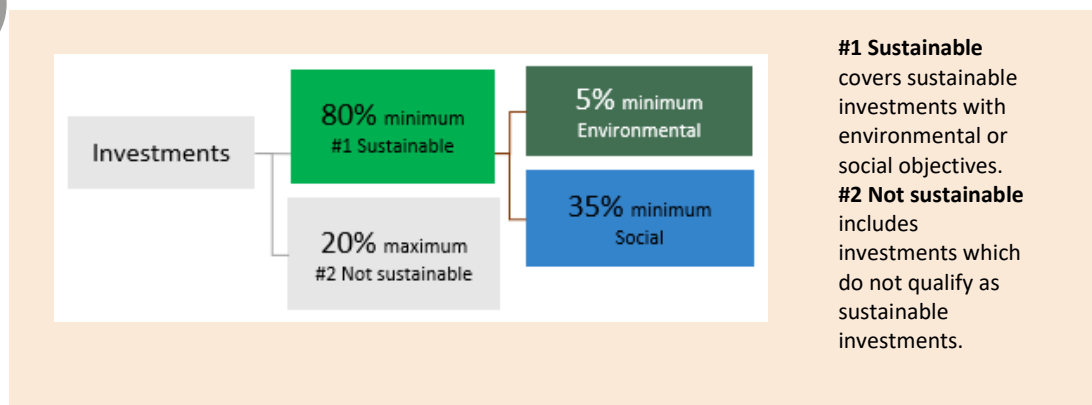 Investments
80% minimum
#1 Sustainable
20% maximum
#2 Not sustainable
5% minimum
Environmental
35% minimum
Social
#1 Sustainable
covers sustainable
investments with
environmental or
social objectives.
#2 Not sustainable
includes
investments which
do not qualify as
sustainable
investments.